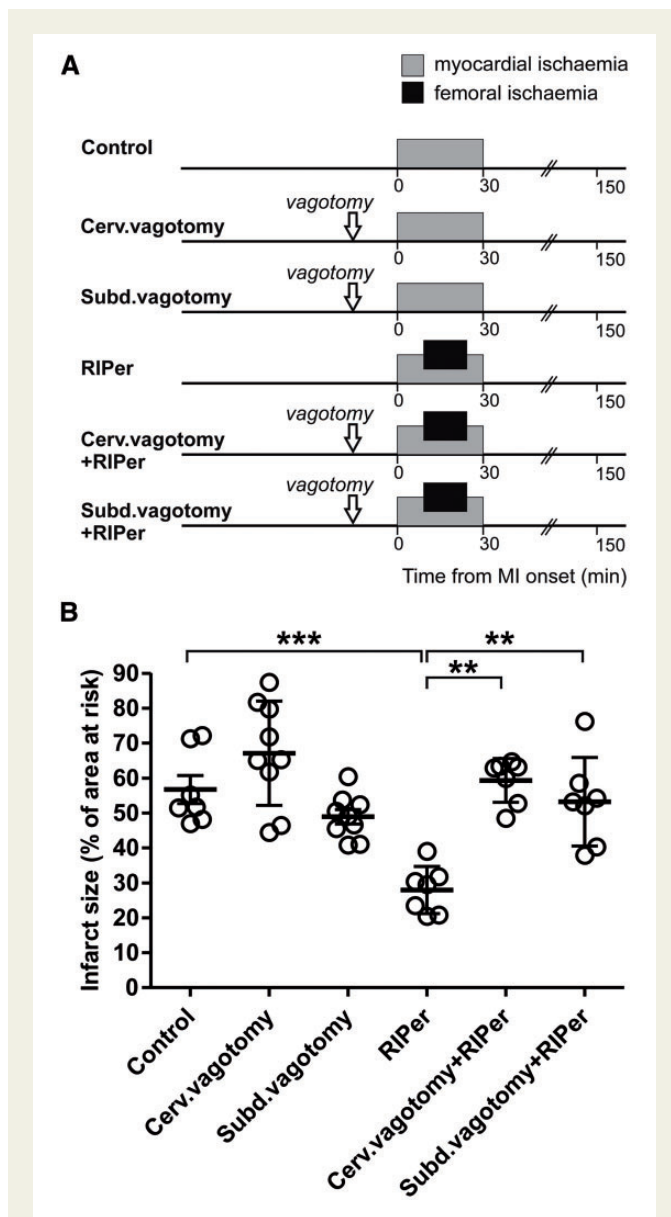 A
myocardial ischaemia
femoral ischaemia
Control
0 30 150
vagotomy
Cerv.vagotomy
0 30 150
vagotomy
Subd.vagotomy
0 30 150
RIPer
0 30 150
vagotomy
Cerv.vagotomy
+RIPer
0 30 150
vagotomy
Subd.vagotomy
+RIPer
0 30 150
Time from MI onset (min)
B
*** **
**
Infarct size (% of area at risk)
90
80
70
60
50
40
30
20
10
0
Control
Cerv.vagotomy
Subd.vagotomy
RIPer
Cerv.vagotomy+RIPer
Subd.vagotomy+RIPer